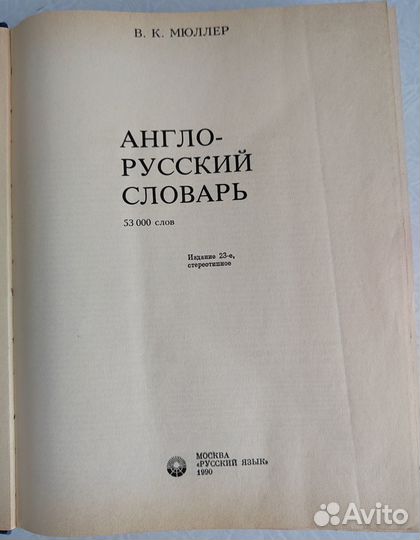 В. К. МЮЛЛЕР
АНГЛО-
РУССКИЙ
СЛОВАРЬ
53 000 слов
Издание 23-е,
стереотипное
МОСКВА
«РУССКИЙ ЯЗЫК»
1990
Avito